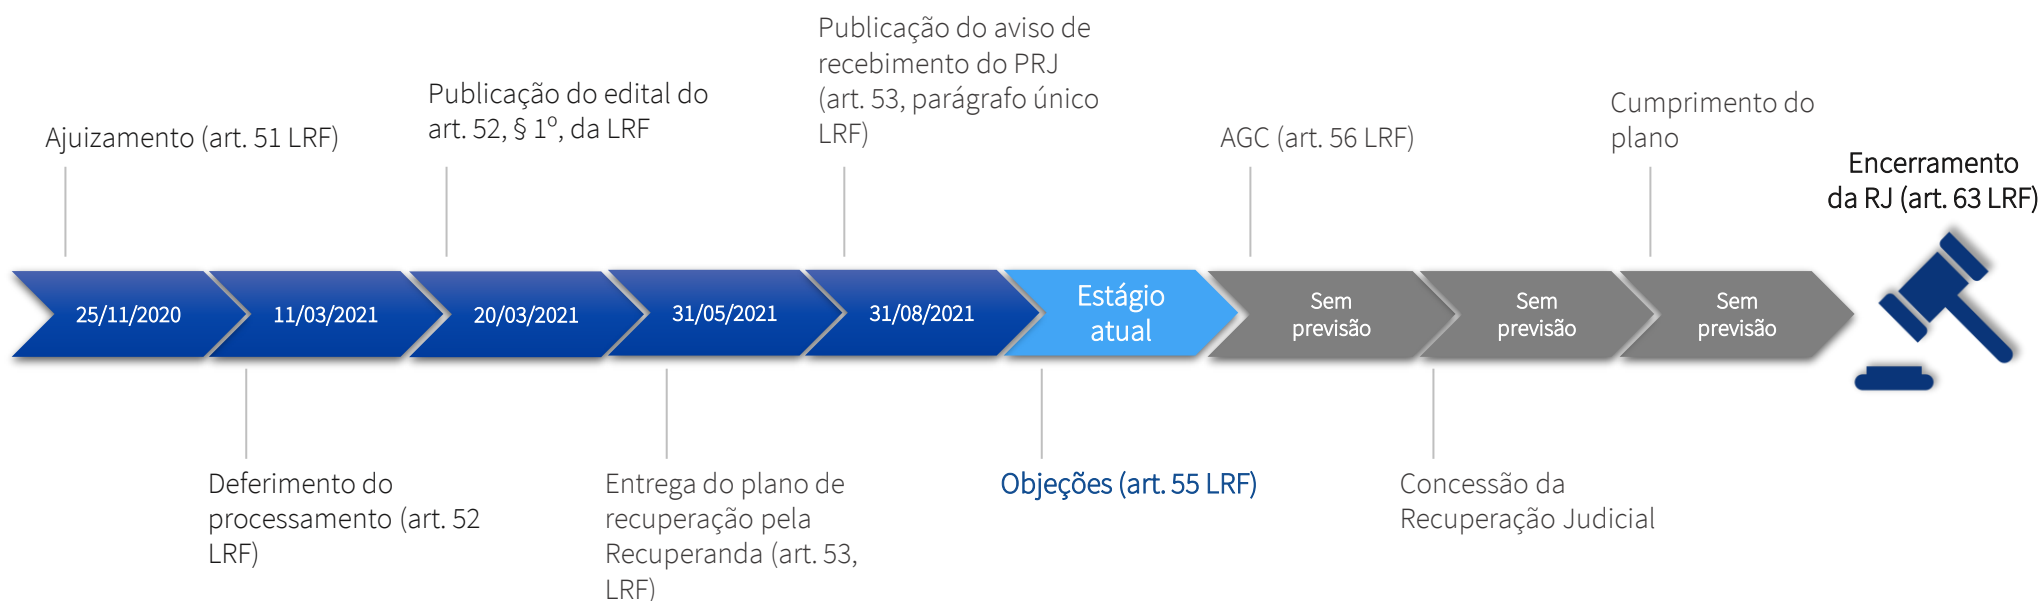 Publicação do aviso de
recebimento do PRJ
(art. 53, parágrafo único
LRF)
Publicação do edital do
art. 52, § 1º, da LRF
Ajuizamento (art. 51 LRF)
AGC (art. 56 LRF)
Cumprimento do
plano
Encerramento
da RJ (art. 63 LRF)
25/11/2020
11/03/2021
20/03/2021
31/05/2021
31/08/2021
Estágio
atual
Sem
previsão
Sem
previsão
Sem
previsão
Deferimento do
processamento (art. 52
LRF)
Entrega do plano de
recuperação pela
Recuperanda (art. 53,
LRF)
Objeções (art. 55 LRF)
Concessão da
Recuperação Judicial